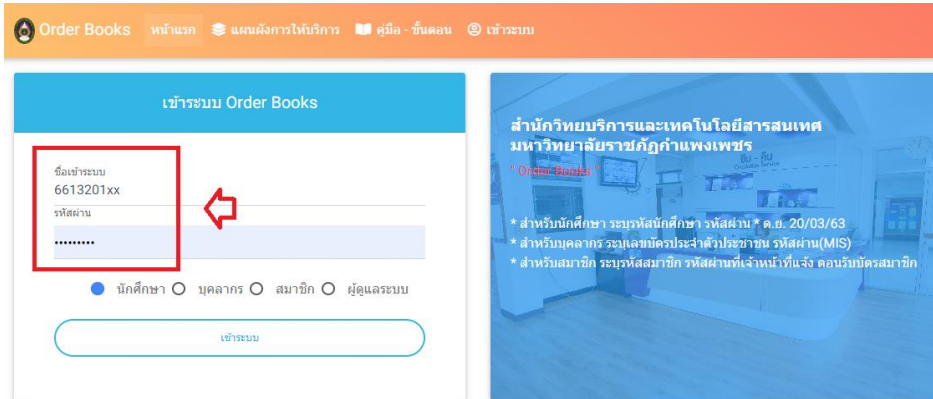 Order Books หน้าแรก แผนผังการให้บริการ คู่มือ - ขั้นตอน เข้าระบบ
เข้าระบบ Order Books
ชื่อเข้าระบบ
6613201xx
รหัสผ่าน
•••••••••
นักศึกษา บุคลากร สมาชิก ผู้ดูแลระบบ
เข้าระบบ
สำนักวิทยบริการและเทคโนโลยีสารสนเทศ
มหาวิทยาลัยราชภัฏกำแพงเพชร
" Order Books "
ยืม - คืน
Circulation Service
* สำหรับนักศึกษา ระบุรหัสนักศึกษา รหัสผ่าน * ต.ย. 20/03/63
* สำหรับบุคลากร ระบุเลขบัตรประจำตัวประชาชน รหัสผ่าน(MIS)
* สำหรับสมาชิก ระบุรหัสสมาชิก รหัสผ่านที่เจ้าหน้าที่แจ้ง ตอนรับบัตรสมาชิก